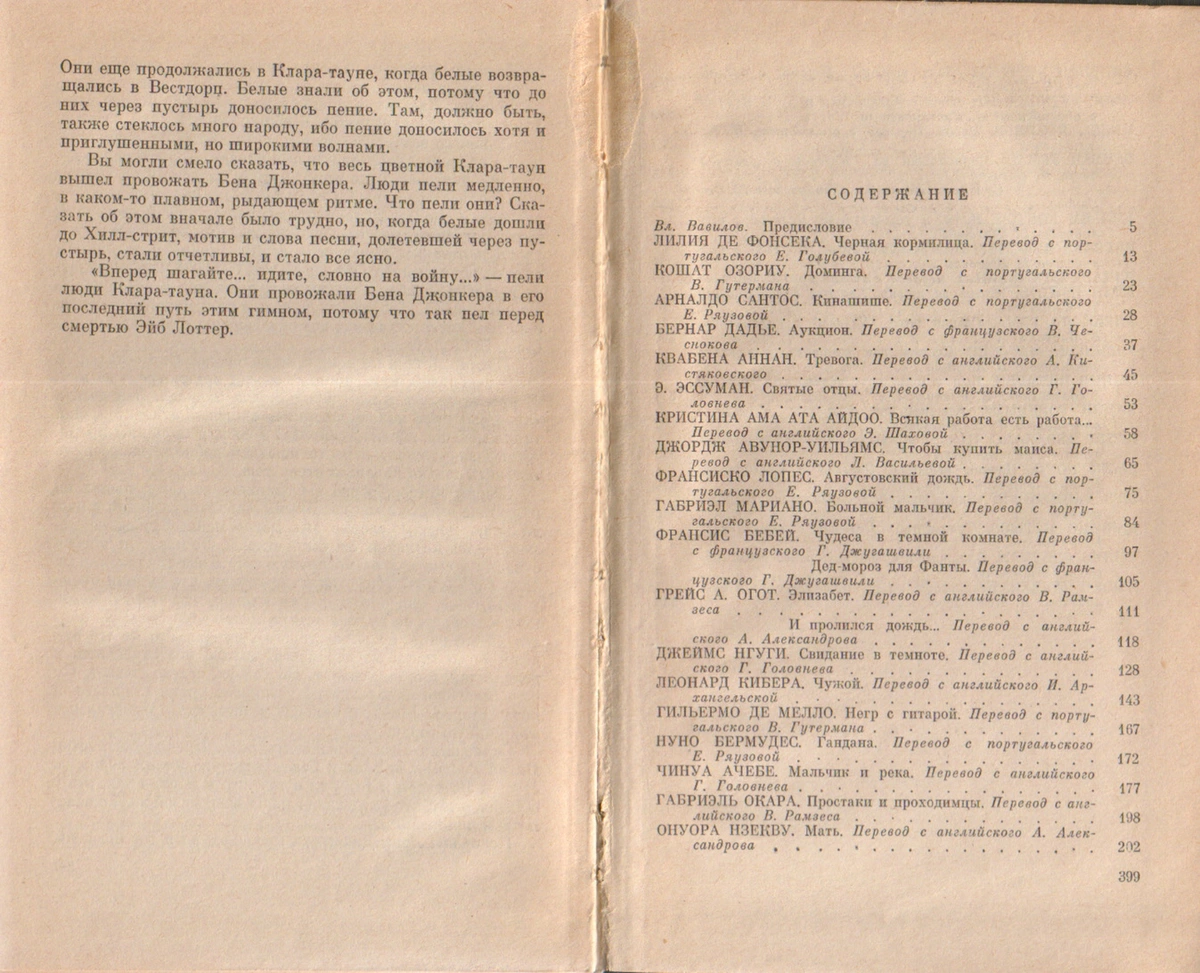 Они еще продолжались в Клара-тауне, когда белые возвра-
щались в Вестдорп. Белые знали об этом, потому что до
них через пустырь доносилось пение. Там, должно быть,
также стеклось много народу, ибо пение доносилось хотя и
приглушенными, но широкими волнами.
Вы могли смело сказать, что весь цветной Клара-таун
вышел провожать Бена Джонкера. Люди пели медленно,
в каком-то плавном, рыдающем ритме. Что пели они? Ска-
зать об этом вначале было трудно, но, когда белые дошли
до Хилл-стрит, мотив и слова песни, долетевшей через пу-
стырь, стали отчетливы, и стало все ясно.
«Вперед шагайте... идите, словно на войну...» — пели
люди Клара-тауна. Они провожали Бена Джонкера в его
последний путь этим гимном, потому что так пел перед
смертью Эйб Лоттер.
СОДЕРЖАНИЕ
Вл. Вавилов. Предисловие . . . . . . . . . . . . 5
ЛИЛИЯ ДЕ ФОНСЕКА. Черная кормилица. Перевод с пор-
тугальского Е. Голубевой . . . . . . . . . . . 13
КОШАТ ОЗОРИУ. Доминга. Перевод с португальского
В. Гутермана . . . . . . . . . . . . . . . 23
АРНАЛДО САНТОС. Кинашише. Перевод с португальского
Е. Ряузовой . . . . . . . . . . . . . . . . 28
БЕРНАР ДАДЬЕ. Аукцион. Перевод с французского В. Че-
снокова . . . . . . . . . . . . . . . . . 37
КВАБЕНА АННАН. Тревога. Перевод с английского А. Ки-
стяковского . . . . . . . . . . . . . . . . 45
Э. ЭССУМАН. Святые отцы. Перевод с английского Г. Го-
ловнева . . . . . . . . . . . . . . . . . 53
КРИСТИНА АМА АТА АЙДОО. Всякая работа есть работа...
Перевод с английского Э. Шаховой . . . . . . . . 58
ДЖОРДЖ АВУНОР-УИЛЬЯМС. Чтобы купить маиса. Пе-
ревод с английского Л. Васильевой . . . . . . . 65
ФРАНСИСКО ЛОПЕС. Августовский дождь. Перевод с пор-
тугальского Е. Ряузовой . . . . . . . . . . . 75
ГАБРИЭЛ МАРИАНО. Больной мальчик. Перевод с порту-
гальского Е. Ряузовой . . . . . . . . . . . . 84
ФРАНСИС БЕБЕЙ. Чудеса в темной комнате. Перевод
с французского Г. Джугашвили . . . . . . . . . 97
Дед-мороз для Фанты. Перевод с фран-
цузского Г. Джугашвили . . . . . . . . . . . 105
ГРЕЙС А. ОГОТ. Элизабет. Перевод с английского В. Рам-
зеса . . . . . . . . . . . . . . . . . . 111
И пролился дождь... Перевод с англий-
ского А. Александрова . . . . . . . . . . . . 118
ДЖЕЙМС НГУГИ. Свидание в темноте. Перевод с англий-
ского Г. Головнева . . . . . . . . . . . . . 128
ЛЕОНАРД КИБЕРА. Чужой. Перевод с английского И. Ар-
хангельской . . . . . . . . . . . . . . . . 143
ГИЛЬЕРМО ДЕ МЕЛЛО. Негр с гитарой. Перевод с порту-
гальского В. Гутермана . . . . . . . . . . . . 167
НУНО БЕРМУДЕС. Гандана. Перевод с португальского
Е. Ряузовой . . . . . . . . . . . . . . . 172
ЧИНУА АЧЕБЕ. Мальчик и река. Перевод с английского
Г. Головнева . . . . . . . . . . . . . . . 177
ГАБРИЭЛЬ ОКАРА. Простаки и проходимцы. Перевод с анг-
лийского В. Рамзеса . . . . . . . . . . . . . 198
ОНУОРА НЗЕКВУ. Мать. Перевод с английского А. Алек-
сандрова . . . . . . . . . . . . . . . . . 202
399